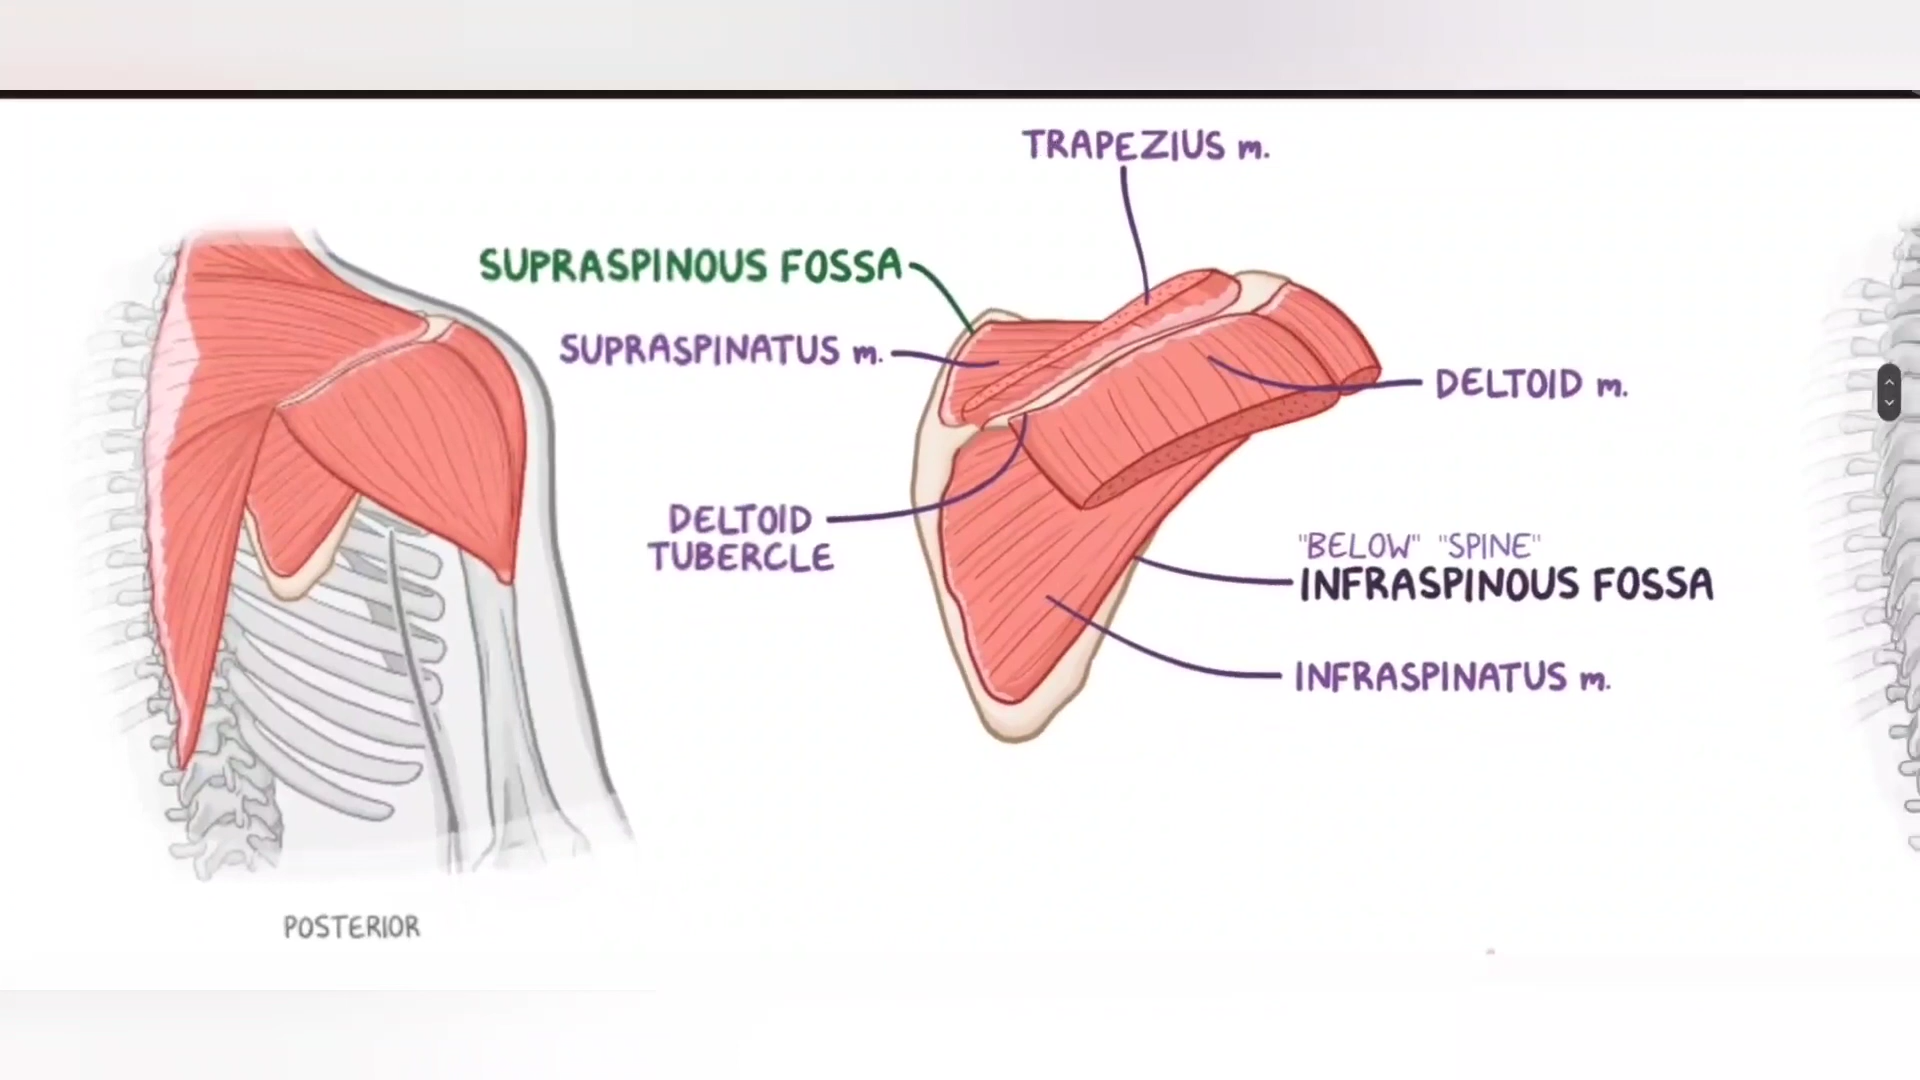 TRAPEZIUS m.
SUPRASPINOUS FOSSA
SUPRASPINATUS m.
DELTOID m.
DELTOID
TUBERCLE
"BELOW" "SPINE"
INFRASPINOUS FOSSA
INFRASPINATUS m.
POSTERIOR